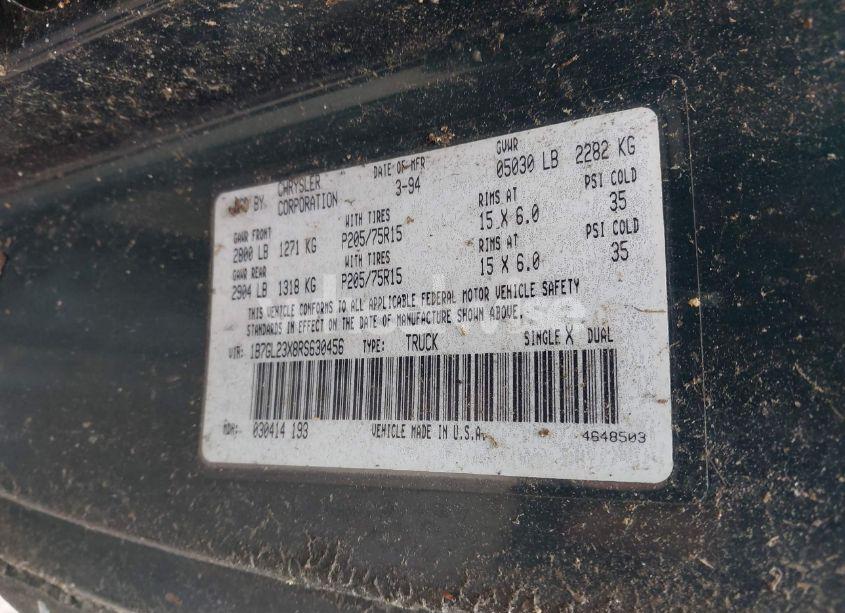 MFD BY CHRYSLER CORPORATION DATE OF MFR 3-94 GVWR 05030 LB 2282 KG
GAWR FRONT WITH TIRES RIMS AT PSI COLD
2800 LB 1271 KG P205/75R15 15 X 6.0 35
GAWR REAR WITH TIRES RIMS AT PSI COLD
2904 LB 1318 KG P205/75R15 15 X 6.0 35
THIS VEHICLE CONFORMS TO ALL APPLICABLE FEDERAL MOTOR VEHICLE SAFETY
STANDARDS IN EFFECT ON THE DATE OF MANUFACTURE SHOWN ABOVE.
VIN: 1B7GL23X8RS630456 TYPE: TRUCK SINGLE X DUAL
MDH: 030414 193 VEHICLE MADE IN U.S.A. 4648503